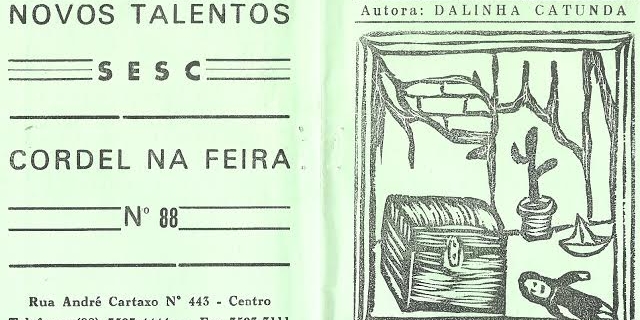 NOVOS TALENTOS
SESC
CORDEL NA FEIRA
Nº 88
Rua André Cartaxo Nº 443 - Centro
Autora: DALINHA CATUNDA